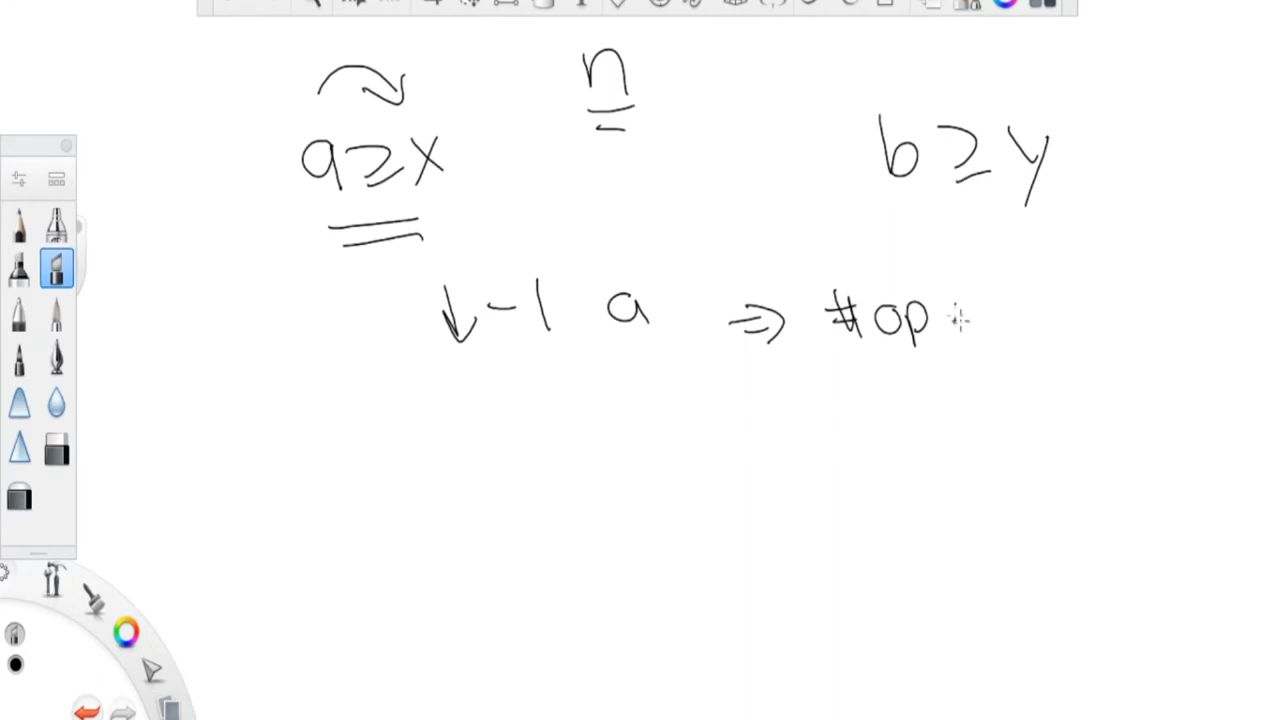 n
a ≥ x
b ≥ y
↓ -1 a ⇒ #op